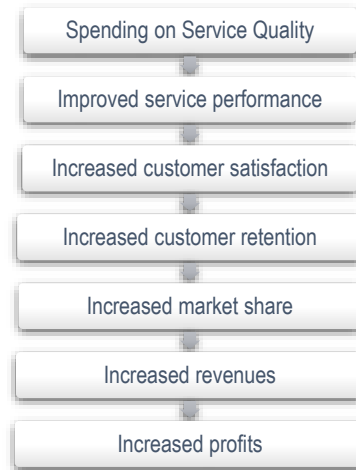 Spending on Service Quality
Improved service performance
Increased customer satisfaction
Increased customer retention
Increased market share
Increased revenues
Increased profits